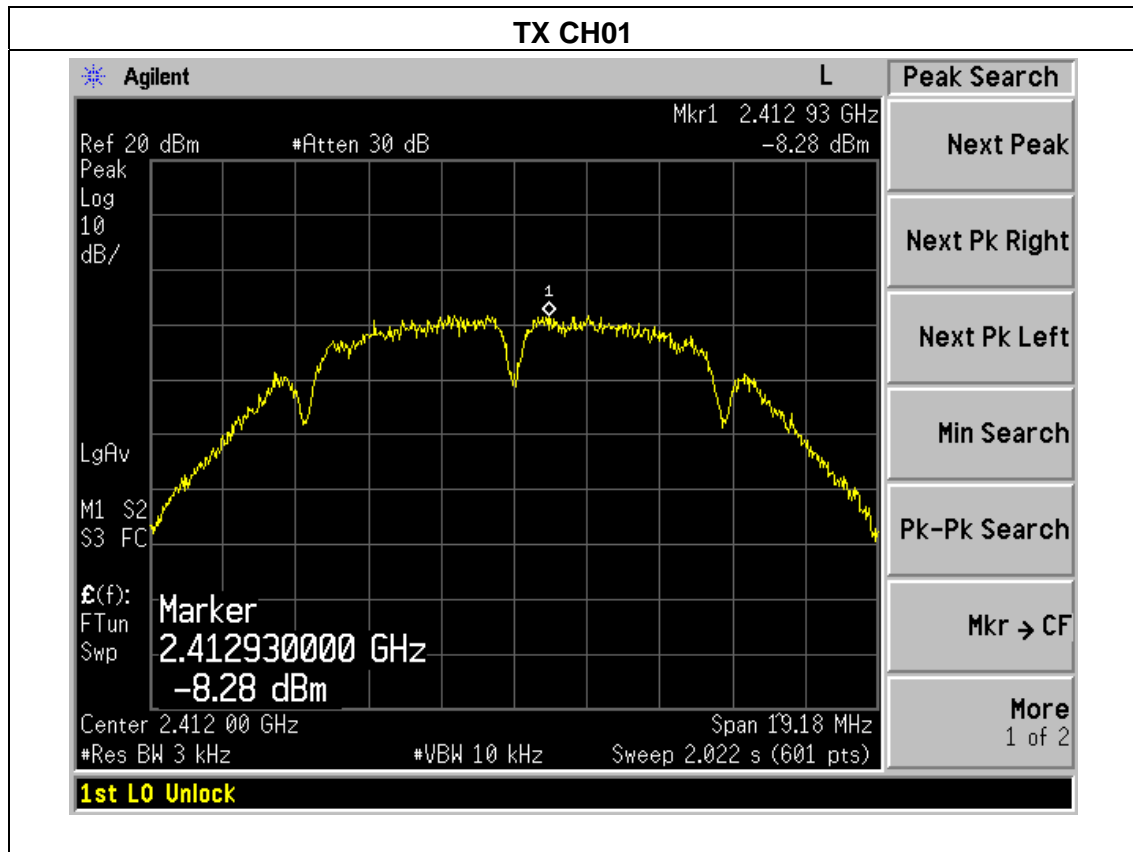 TX CH01
Agilent L Peak Search
Mkr1 2.412 93 GHz
Ref 20 dBm #Atten 30 dB -8.28 dBm
Peak
Log
10
dB/
1
LgAv
M1 S2
S3 FC
£(f):
FTun
Swp
Marker
2.412930000 GHz
-8.28 dBm
Center 2.412 00 GHz Span 19.18 MHz
#Res BW 3 kHz #VBW 10 kHz Sweep 2.022 s (601 pts)
1st LO Unlock
Next Peak
Next Pk Right
Next Pk Left
Min Search
Pk-Pk Search
Mkr → CF
More
1 of 2